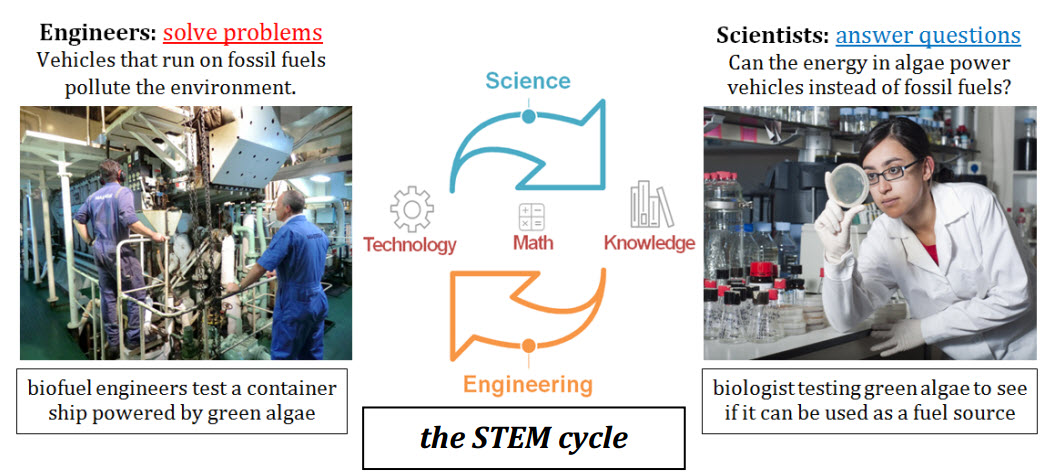 Engineers: solve problems
Vehicles that run on fossil fuels
pollute the environment.
biofuel engineers test a container
ship powered by green algae
Science
Technology
Math
Knowledge
Engineering
the STEM cycle
Scientists: answer questions
Can the energy in algae power
vehicles instead of fossil fuels?
biologist testing green algae to see
if it can be used as a fuel source